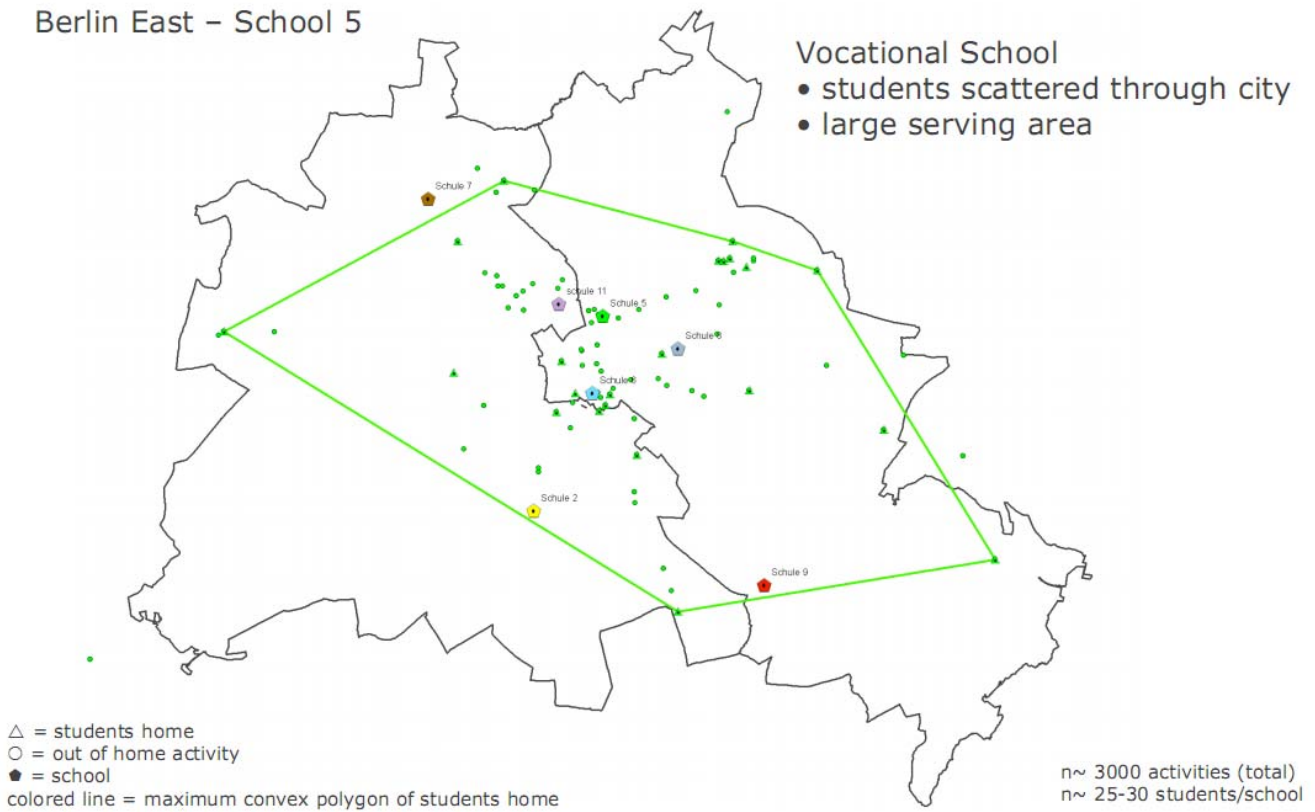 Berlin East – School 5
Vocational School
• students scattered through city
• large serving area
Schule 7
schule 11
Schule 5
Schule
Schule
Schule 2
Schule 9
△ = students home
○ = out of home activity
= school
colored line = maximum convex polygon of students home
n~ 3000 activities (total)
n~ 25-30 students/school